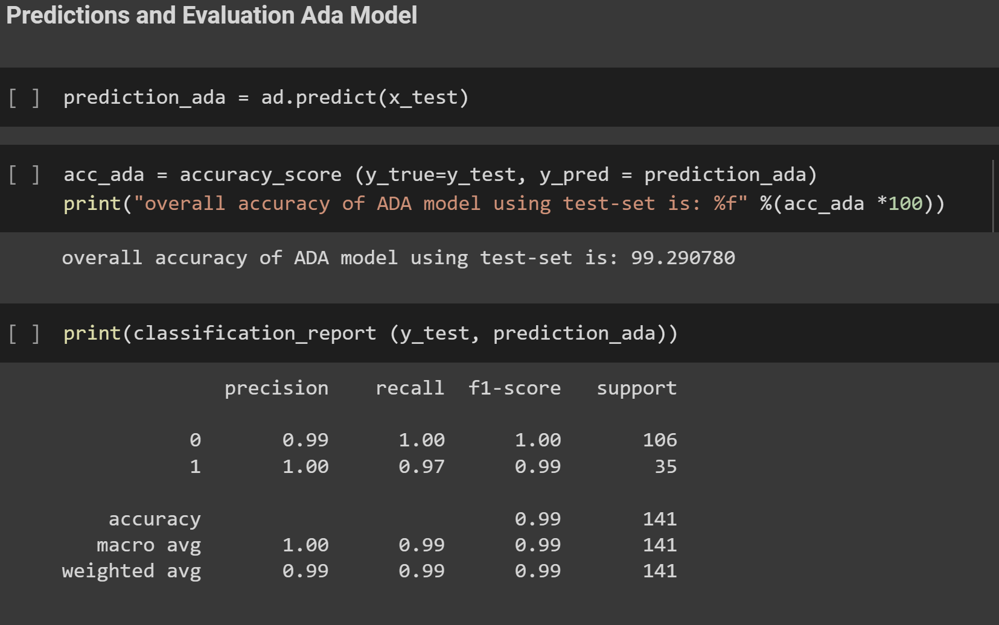 Predictions and Evaluation Ada Model
[ ] prediction_ada = ad.predict(x_test)
[ ] acc_ada = accuracy_score (y_true=y_test, y_pred = prediction_ada)
print("overall accuracy of ADA model using test-set is: %f" %(acc_ada *100))
overall accuracy of ADA model using test-set is: 99.290780
[ ] print(classification_report (y_test, prediction_ada))
precision recall f1-score support
0 0.99 1.00 1.00 106
1 1.00 0.97 0.99 35
accuracy 0.99 141
macro avg 1.00 0.99 0.99 141
weighted avg 0.99 0.99 0.99 141